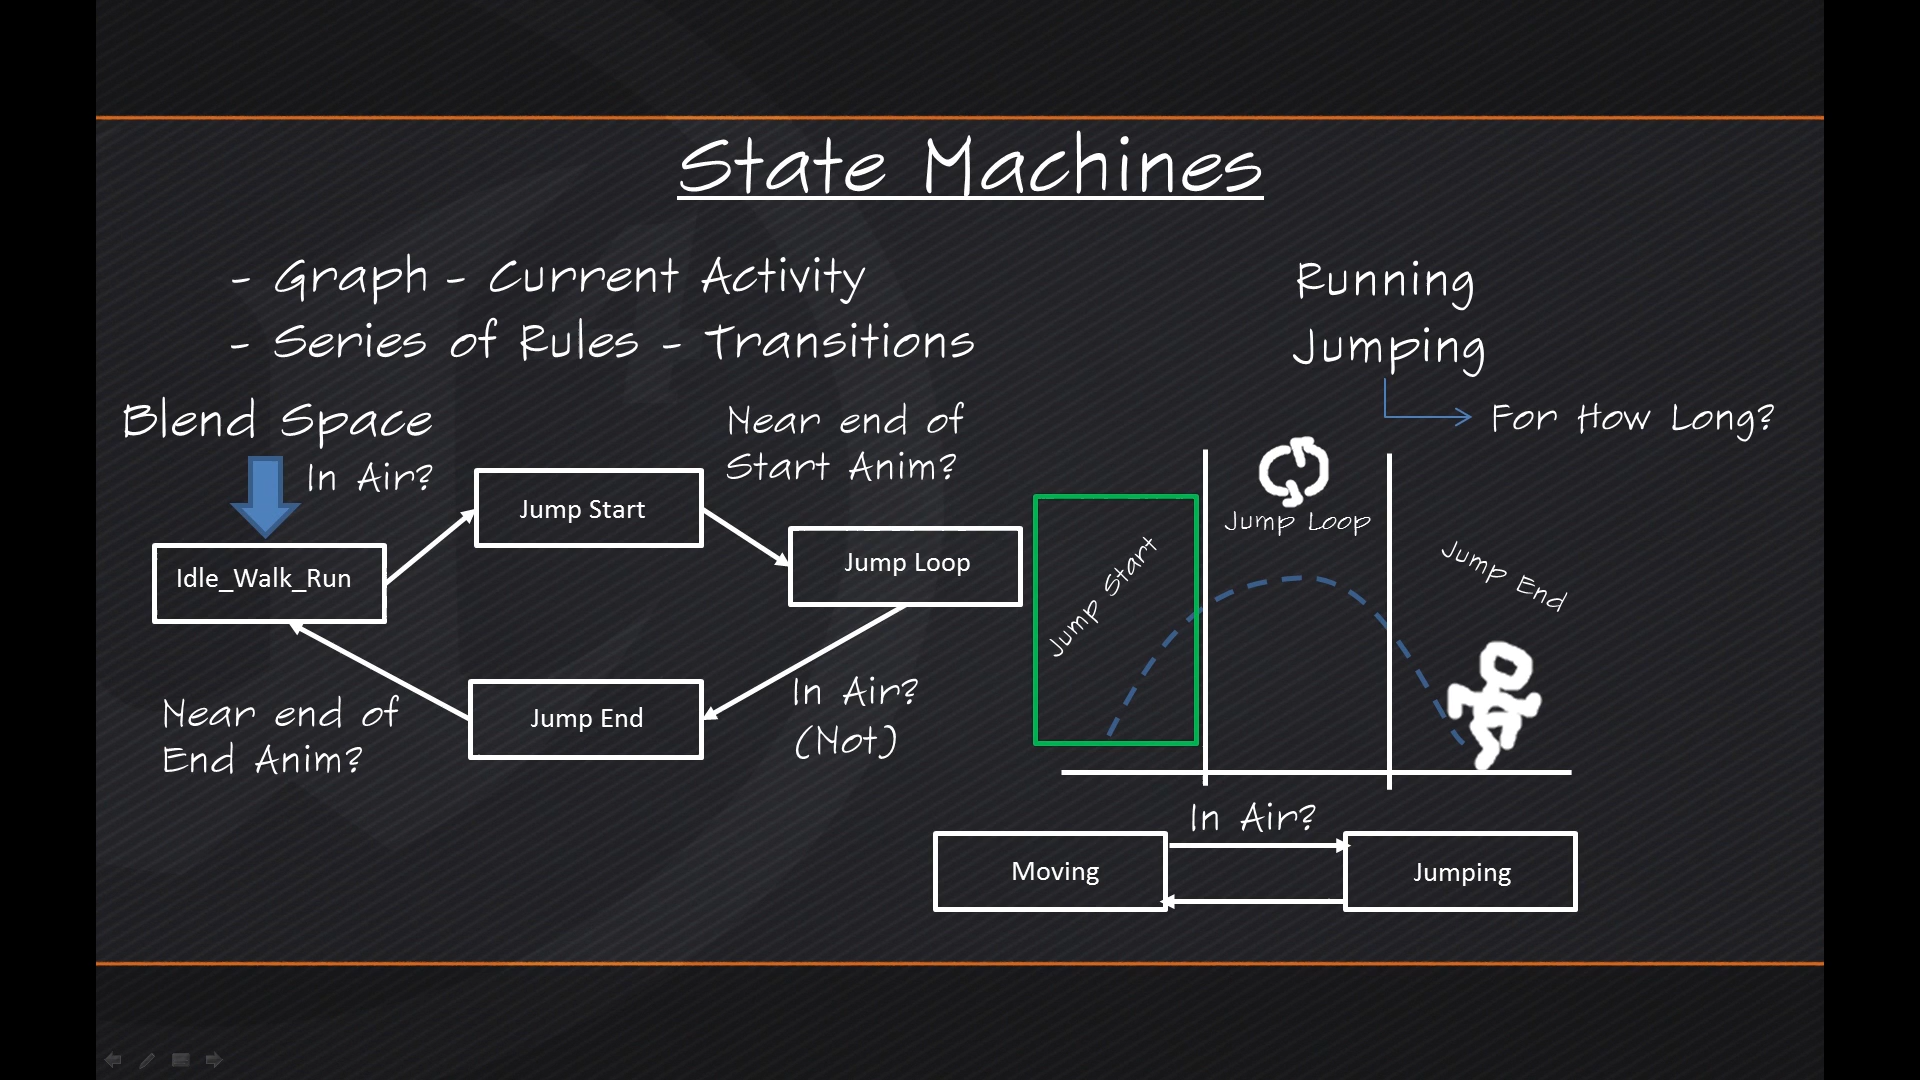 State Machines
- Graph - Current Activity
- Series of Rules - Transitions
Running
Jumping
For How Long?
Blend Space
In Air?
Near end of
Start Anim?
Jump Start
Jump Loop
Idle_Walk_Run
Jump End
In Air?
(Not)
Near end of
End Anim?
Jump Start
Jump Loop
Jump End
In Air?
Moving
Jumping